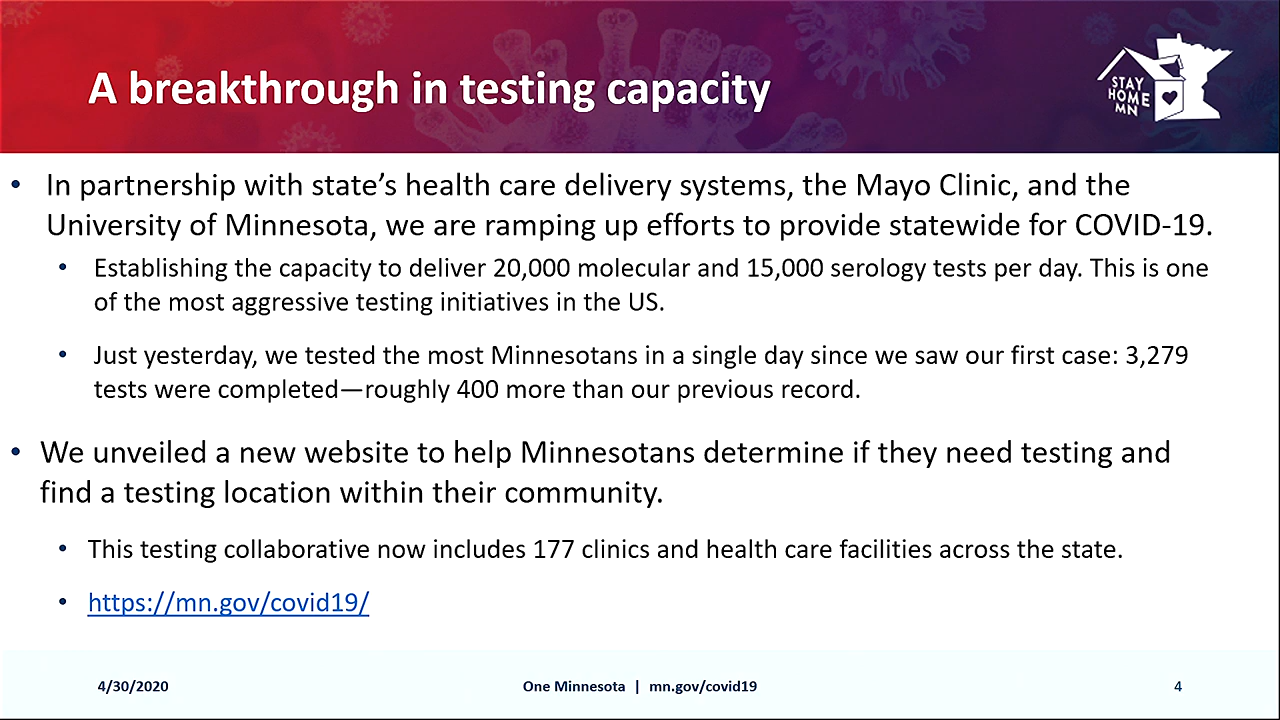 A breakthrough in testing capacity
STAY
HOME
MN
• In partnership with state’s health care delivery systems, the Mayo Clinic, and the
University of Minnesota, we are ramping up efforts to provide statewide for COVID-19.
• Establishing the capacity to deliver 20,000 molecular and 15,000 serology tests per day. This is one
of the most aggressive testing initiatives in the US.
• Just yesterday, we tested the most Minnesotans in a single day since we saw our first case: 3,279
tests were completed—roughly 400 more than our previous record.
• We unveiled a new website to help Minnesotans determine if they need testing and
find a testing location within their community.
• This testing collaborative now includes 177 clinics and health care facilities across the state.
• https://mn.gov/covid19/
4/30/2020
One Minnesota | mn.gov/covid19
4